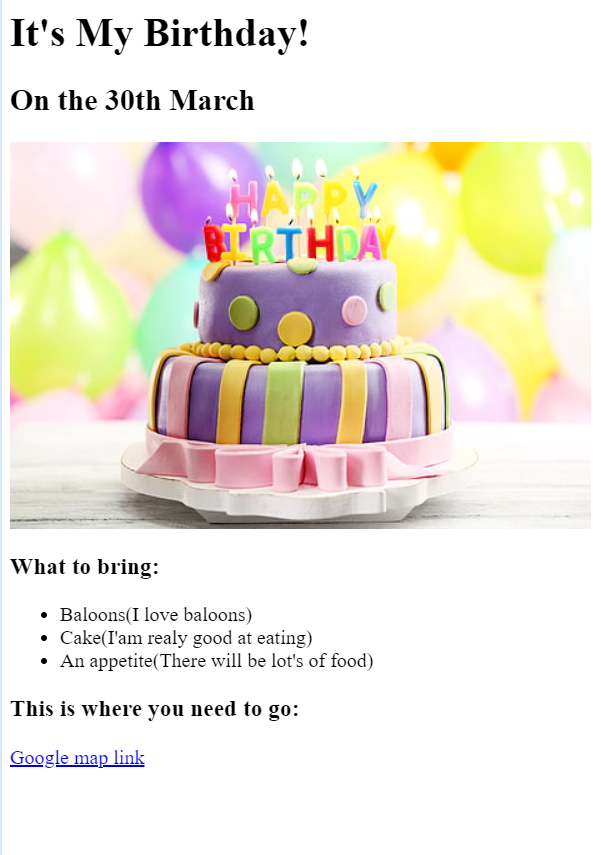 It's My Birthday!
On the 30th March
HAPPY
BIRTHDAY
What to bring:
Baloons(I love baloons)
Cake(I'am realy good at eating)
An appetite(There will be lot's of food)
This is where you need to go:
Google map link